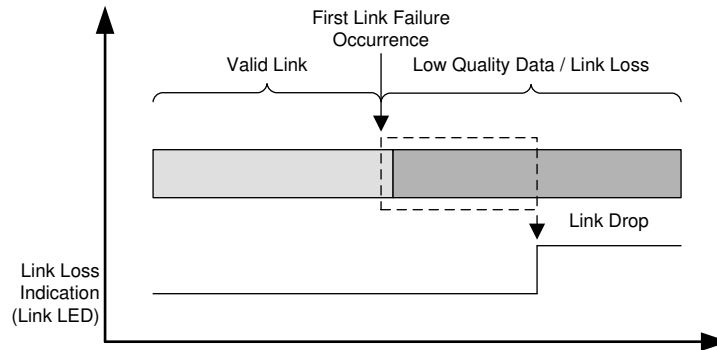 First Link Failure
Occurrence
Valid Link
Low Quality Data / Link Loss
Link Drop
Link Loss
Indication
(Link LED)